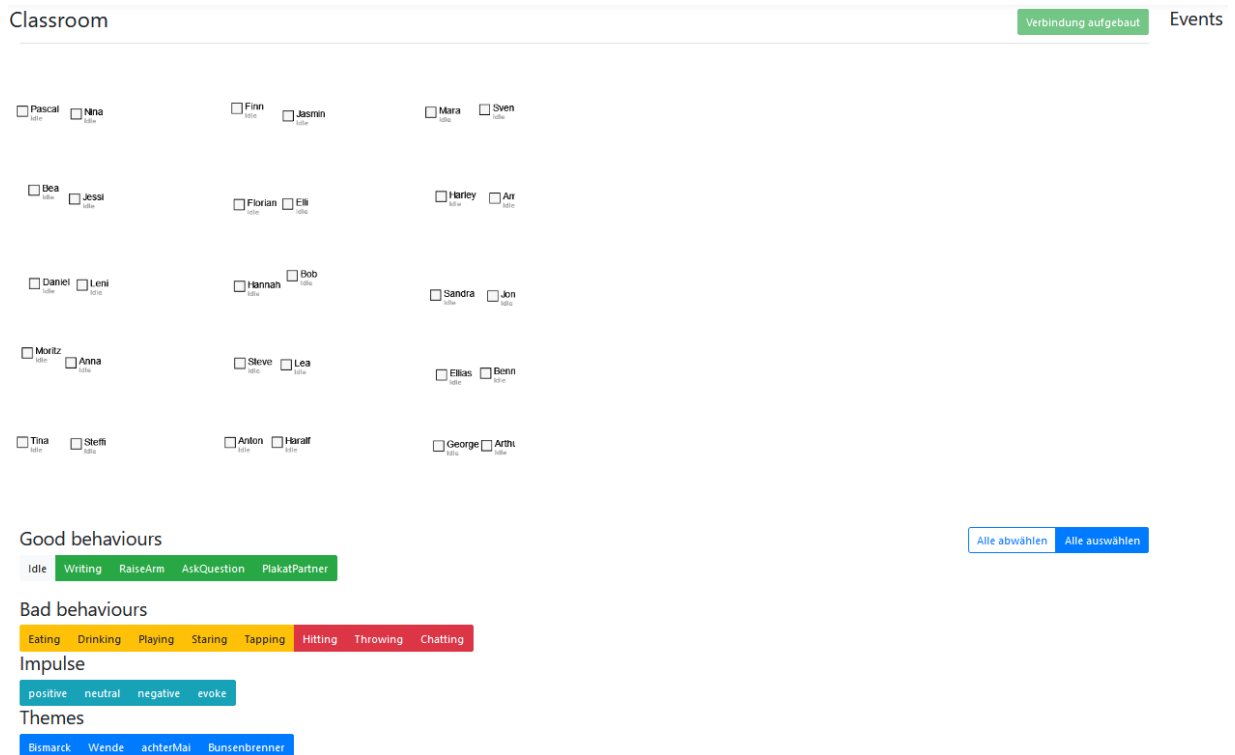 Classroom
Verbindung aufgebaut
Events
Pascal Nina Finn Jasmin Mara Sven
Idle Idle Idle Idle Idle Idle
Bea Jessi Florian Elli Harley Am
Idle Idle Idle Idle Idle Idle
Daniel Leni Hannah Bob Sandra Jon
Idle Idle Idle Idle Idle Idle
Moritz Anna Steve Lea Ellias Benn
Idle Idle Idle Idle Idle Idle
Tina Steffi Anton Haralf George Arthu
Idle Idle Idle Idle Idle Idle
Good behaviours
Alle abwählen Alle auswählen
Idle Writing RaiseArm AskQuestion PlakatPartner
Bad behaviours
Eating Drinking Playing Staring Tapping Hitting Throwing Chatting
Impulse
positive neutral negative evoke
Themes
Bismarck Wende achterMai Bunsenbrenner